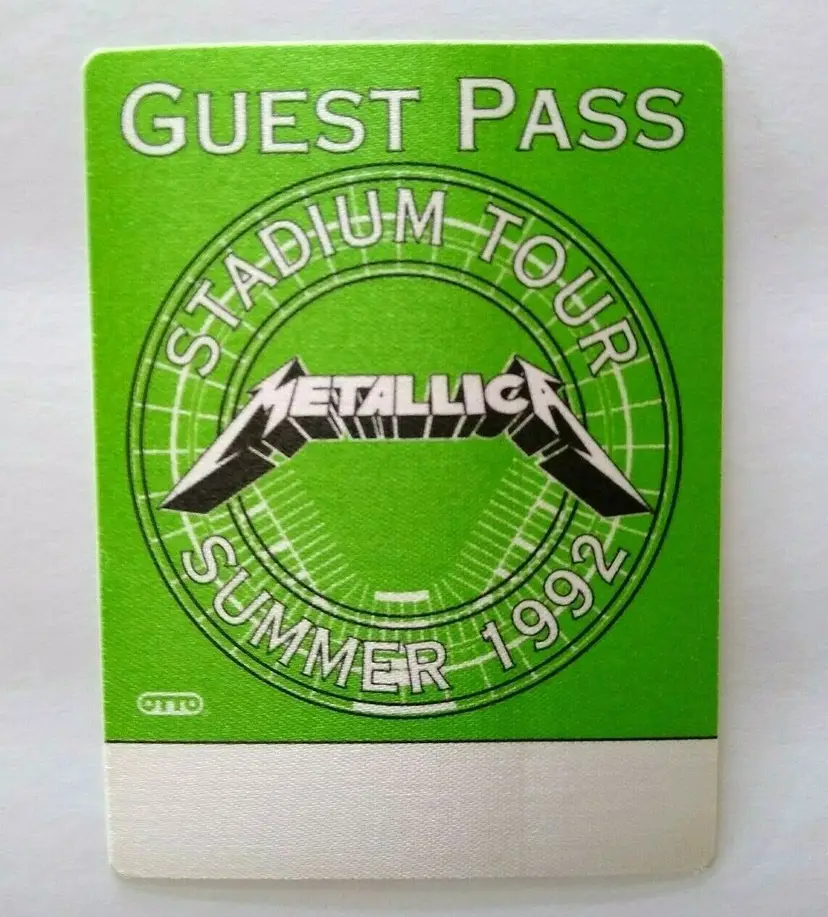 GUEST PASS
STADIUM TOUR
METALLICA
SUMMER 1992
OTTO